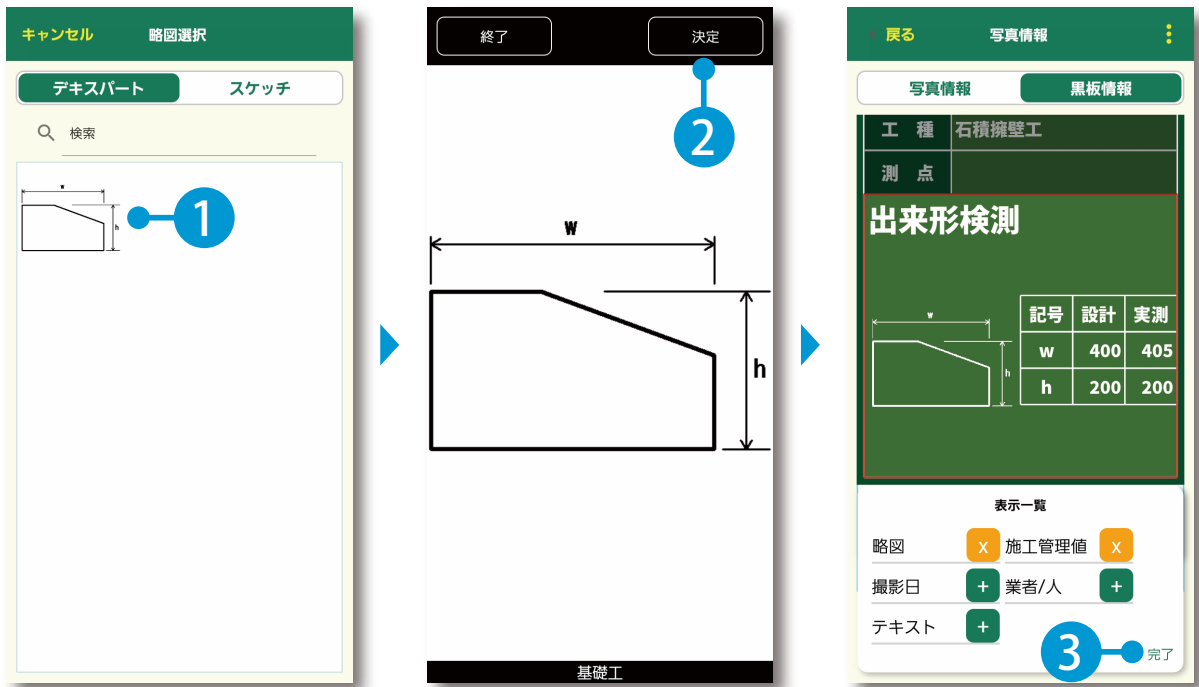 キャンセル 略図選択
デキスパート スケッチ
検索
w
h
1
終了 決定
2
w
h
基礎工
戻る 写真情報
写真情報 黒板情報
工 種 石積擁壁工
測 点
出来形検測
w
h
記号 設計 実測
w 400 405
h 200 200
表示一覧
略図 x 施工管理値 x
撮影日 + 業者/人 +
テキスト +
3 完了